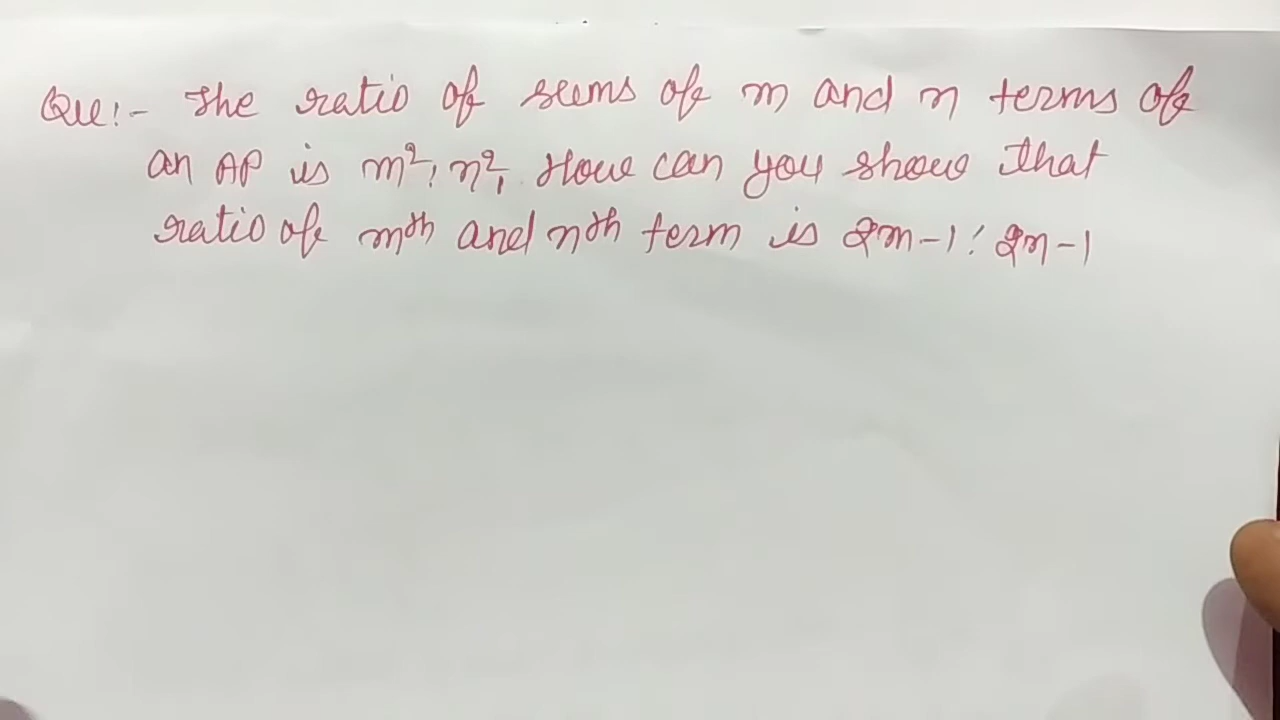 Que:- The ratio of sums of m and n terms of
an AP is m²:n². How can you show that
ratio of mth and nth term is 2m-1:2n-1